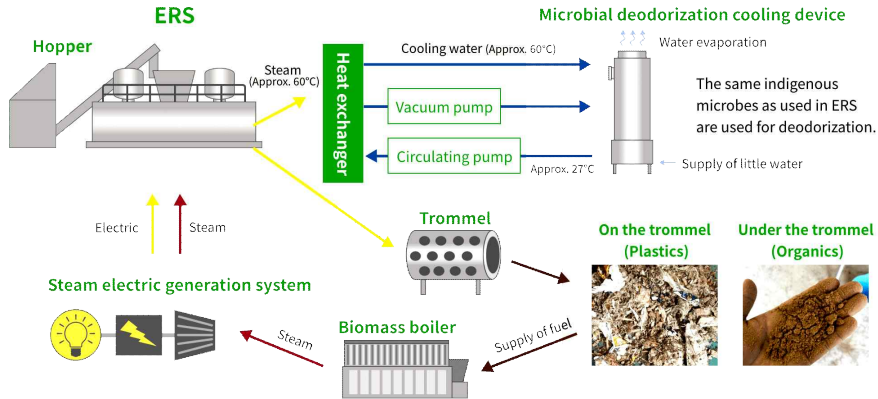 ERS
Microbial deodorization cooling device
Hopper
Steam
(Approx. 60°C)
Heat exchanger
Cooling water (Approx. 60°C)
Water evaporation
Vacuum pump
The same indigenous
microbes as used in ERS
are used for deodorization.
Circulating pump
Approx. 27°C
Supply of little water
Electric
Steam
Trommel
On the trommel
(Plastics)
Under the trommel
(Organics)
Steam electric generation system
Biomass boiler
Steam
Supply of fuel